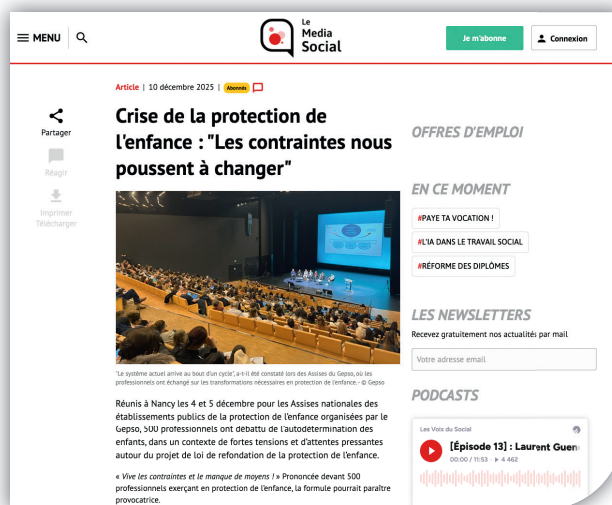 MENU
Le
Media
Social
Je m'abonne
Connexion
Article | 10 décembre 2025 | Abonnés
Partager
Réagir
Imprimer
Télécharger
Crise de la protection de
l'enfance : "Les contraintes nous
poussent à changer"
"Le système actuel arrive au bout d'un cycle", a-t-il été constaté lors des Assises du Gepso, où les
professionnels ont échangé sur les transformations nécessaires en protection de l'enfance. - © Gepso
Réunis à Nancy les 4 et 5 décembre pour les Assises nationales des
établissements publics de la protection de l'enfance organisées par le
Gepso, 500 professionnels ont débattu de l'autodétermination des
enfants, dans un contexte de fortes tensions et d'attentes pressantes
autour du projet de loi de refondation de la protection de l'enfance.
« Vive les contraintes et le manque de moyens ! » Prononcée devant 500
professionnels exerçant en protection de l'enfance, la formule pourrait paraître
provocatrice.
OFFRES D'EMPLOI
EN CE MOMENT
#PAYE TA VOCATION !
#L'IA DANS LE TRAVAIL SOCIAL
#RÉFORME DES DIPLÔMES
LES NEWSLETTERS
Recevez gratuitement nos actualités par mail
Votre adresse email
PODCASTS
Les Voix du Social
[Épisode 13] : Laurent Guen
00:00 / 11:53 4 462